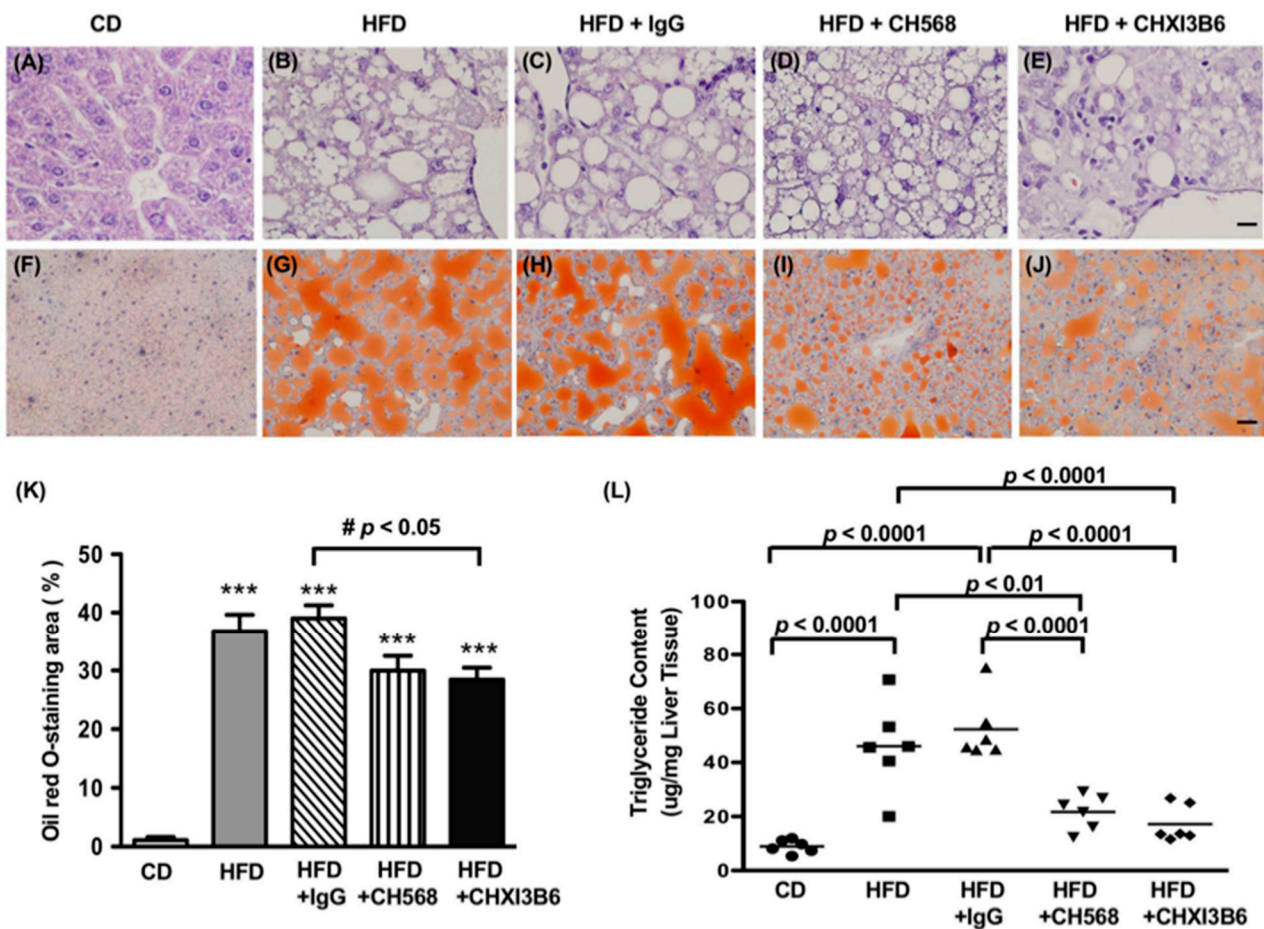 CD HFD HFD + IgG HFD + CH568 HFD + CHXI3B6
(A) (B) (C) (D) (E)
(F) (G) (H) (I) (J)
(K) (L)
# p < 0.05
Oil red O-staining area ( % )
50
40
30
20
10
0
***
***
***
***
CD HFD HFD HFD HFD
+IgG +CH568 +CHXI3B6
p < 0.0001
p < 0.0001 p < 0.0001
p < 0.01
p < 0.0001 p < 0.0001
Triglyceride Content
(ug/mg Liver Tissue)
100
80
60
40
20
0
CD HFD HFD HFD HFD
+IgG +CH568 +CHXI3B6